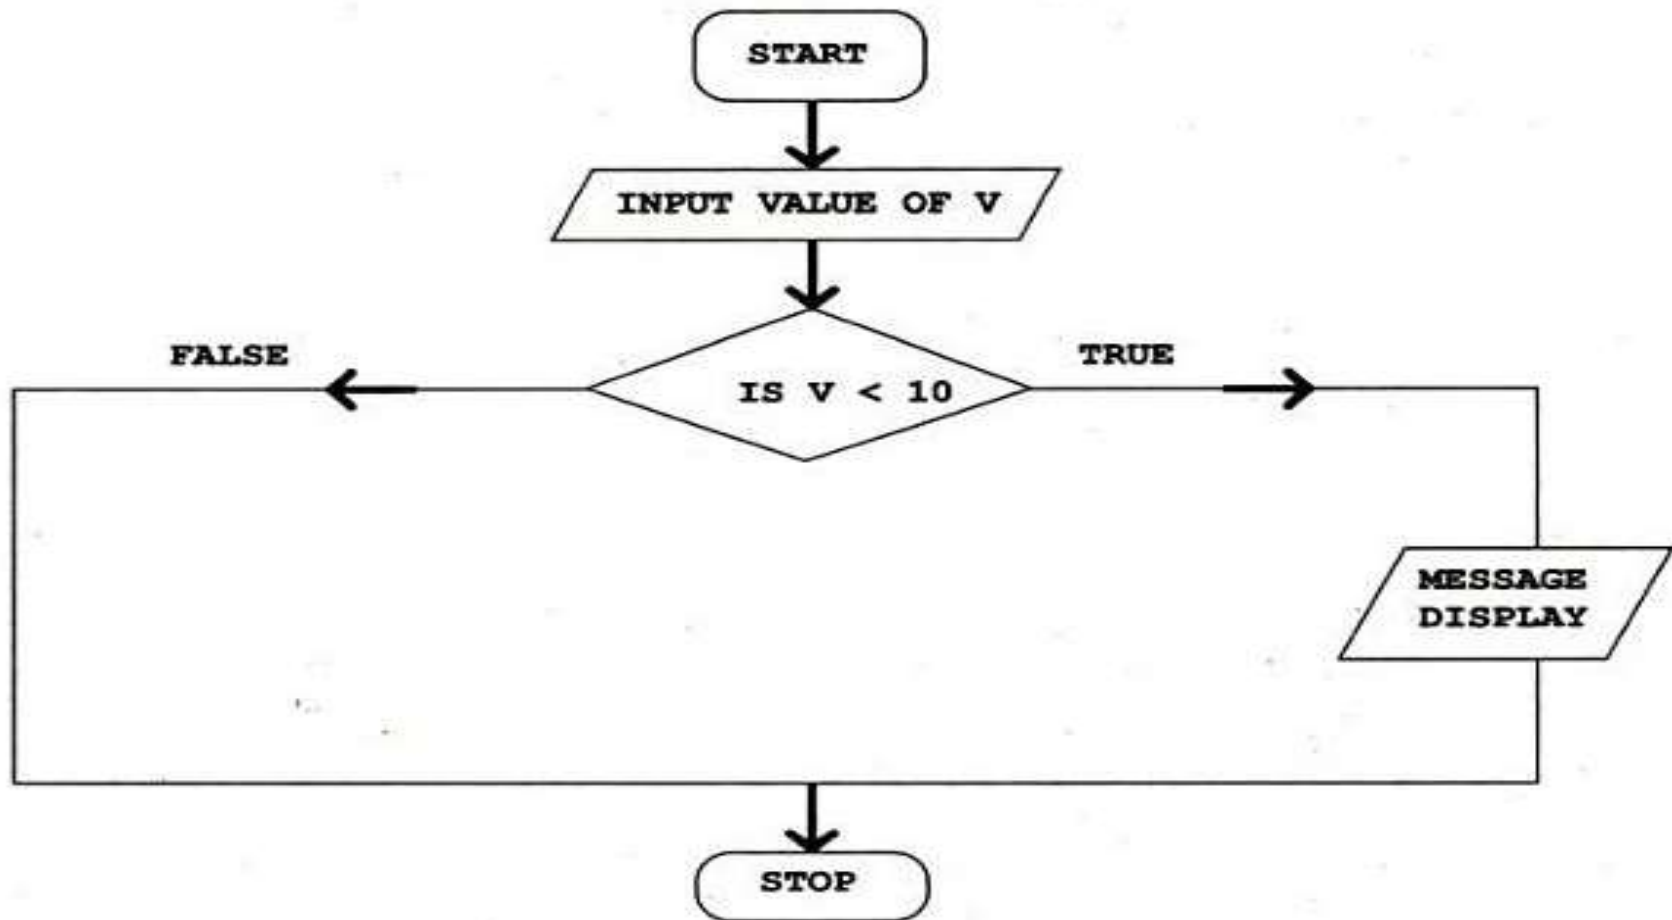 START
INPUT VALUE OF V
FALSE
TRUE
IS V < 10
MESSAGE
DISPLAY
STOP